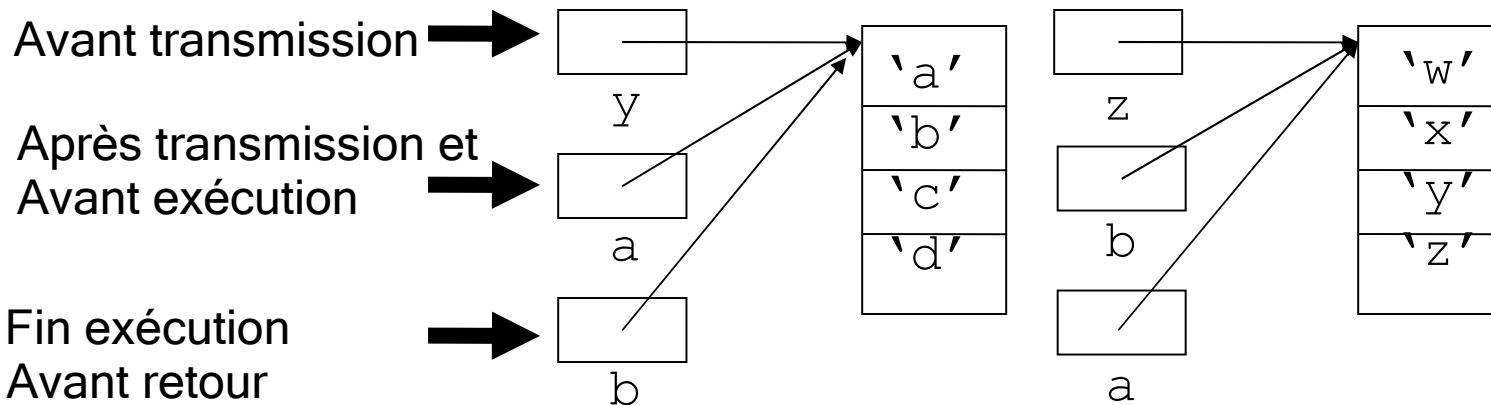 Avant transmission
y
‘a’
z
‘w’
‘b’
‘x’
Après transmission et
Avant exécution
a
‘c’
b
‘y’
‘d’
‘z’
Fin exécution
Avant retour
b
a